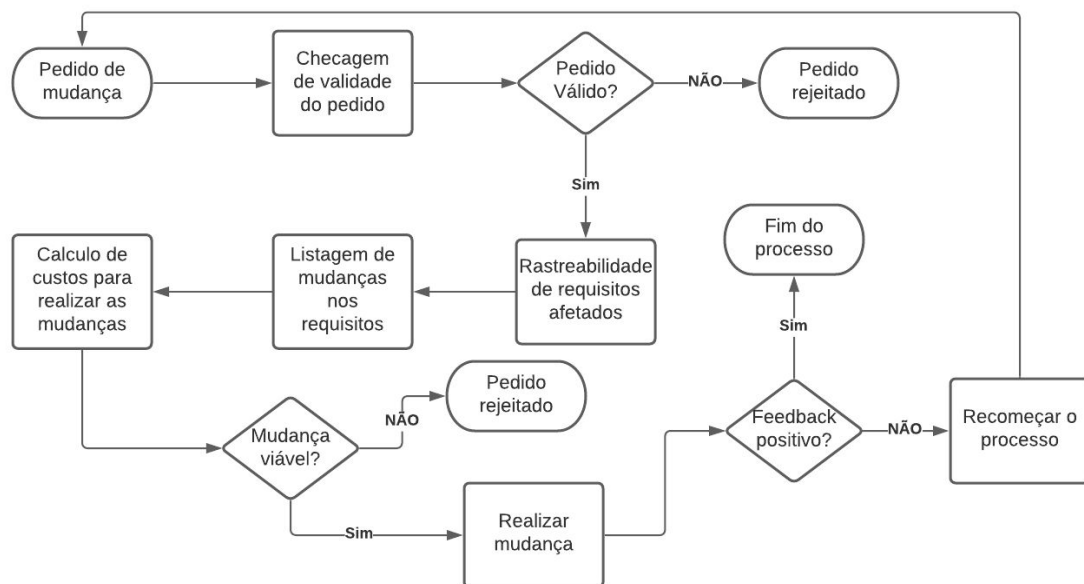 Pedido de
mudança
Checagem
de validade
do pedido
Pedido
Válido?
NÃO
Pedido
rejeitado
Sim
Rastreabilidade
de requisitos
afetados
Listagem de
mudanças
nos
requisitos
Calculo de
custos para
realizar as
mudanças
Mudança
viável?
NÃO
Pedido
rejeitado
Sim
Realizar
mudança
Feedback
positivo?
Sim
Fim do
processo
NÃO
Recomeçar o
processo